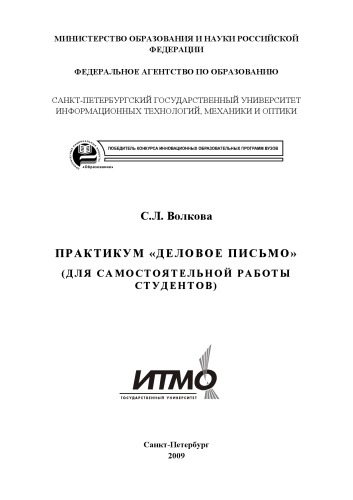 МИНИСТЕРСТВО ОБРАЗОВАНИЯ И НАУКИ РОССИЙСКОЙ
ФЕДЕРАЦИИ
ФЕДЕРАЛЬНОЕ АГЕНТСТВО ПО ОБРАЗОВАНИЮ
САНКТ-ПЕТЕРБУРГСКИЙ ГОСУДАРСТВЕННЫЙ УНИВЕРСИТЕТ
ИНФОРМАЦИОННЫХ ТЕХНОЛОГИЙ, МЕХАНИКИ И ОПТИКИ
ПОБЕДИТЕЛЬ КОНКУРСА ИННОВАЦИОННЫХ ОБРАЗОВАТЕЛЬНЫХ ПРОГРАММ ВУЗОВ
«Образование»
С.Л. Волкова
ПРАКТИКУМ «ДЕЛОВОЕ ПИСЬМО»
(ДЛЯ САМОСТОЯТЕЛЬНОЙ РАБОТЫ
СТУДЕНТОВ)
ИТМО
ГОСУДАРСТВЕННЫЙ УНИВЕРСИТЕТ
Санкт-Петербург
2009